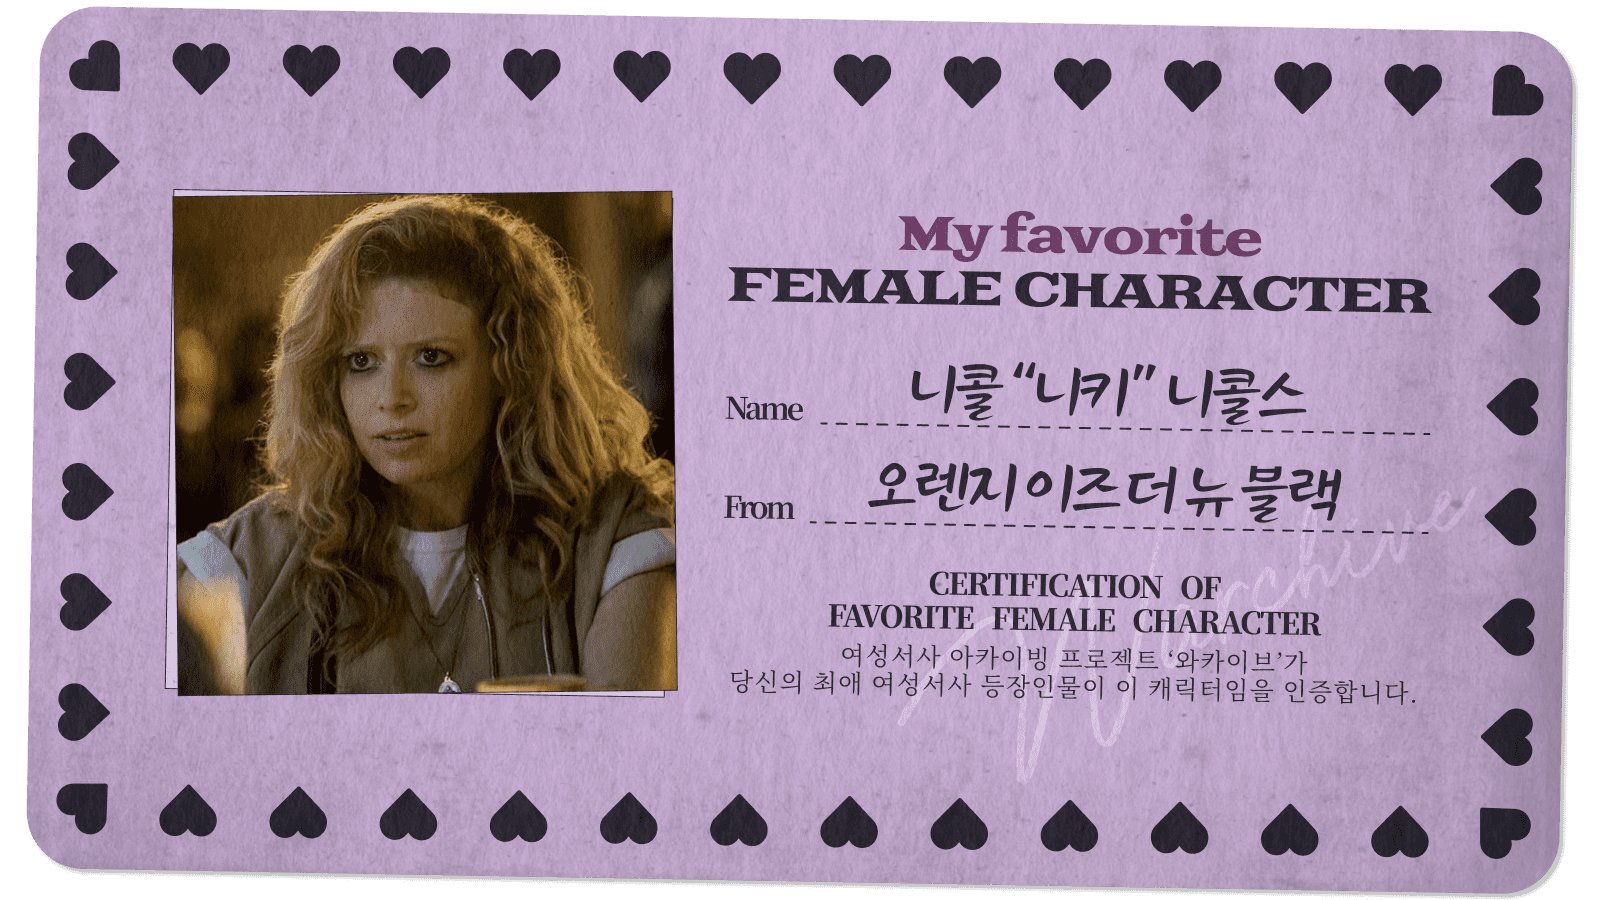 My favorite
FEMALE CHARACTER
Name 니콜 “니키” 니콜스
From 오렌지 이즈 더 뉴 블랙
CERTIFICATION OF
FAVORITE FEMALE CHARACTER
여성서사 아카이빙 프로젝트 ‘와카이브’가
당신의 최애 여성서사 등장인물이 이 캐릭터임을 인증합니다.
Warchive